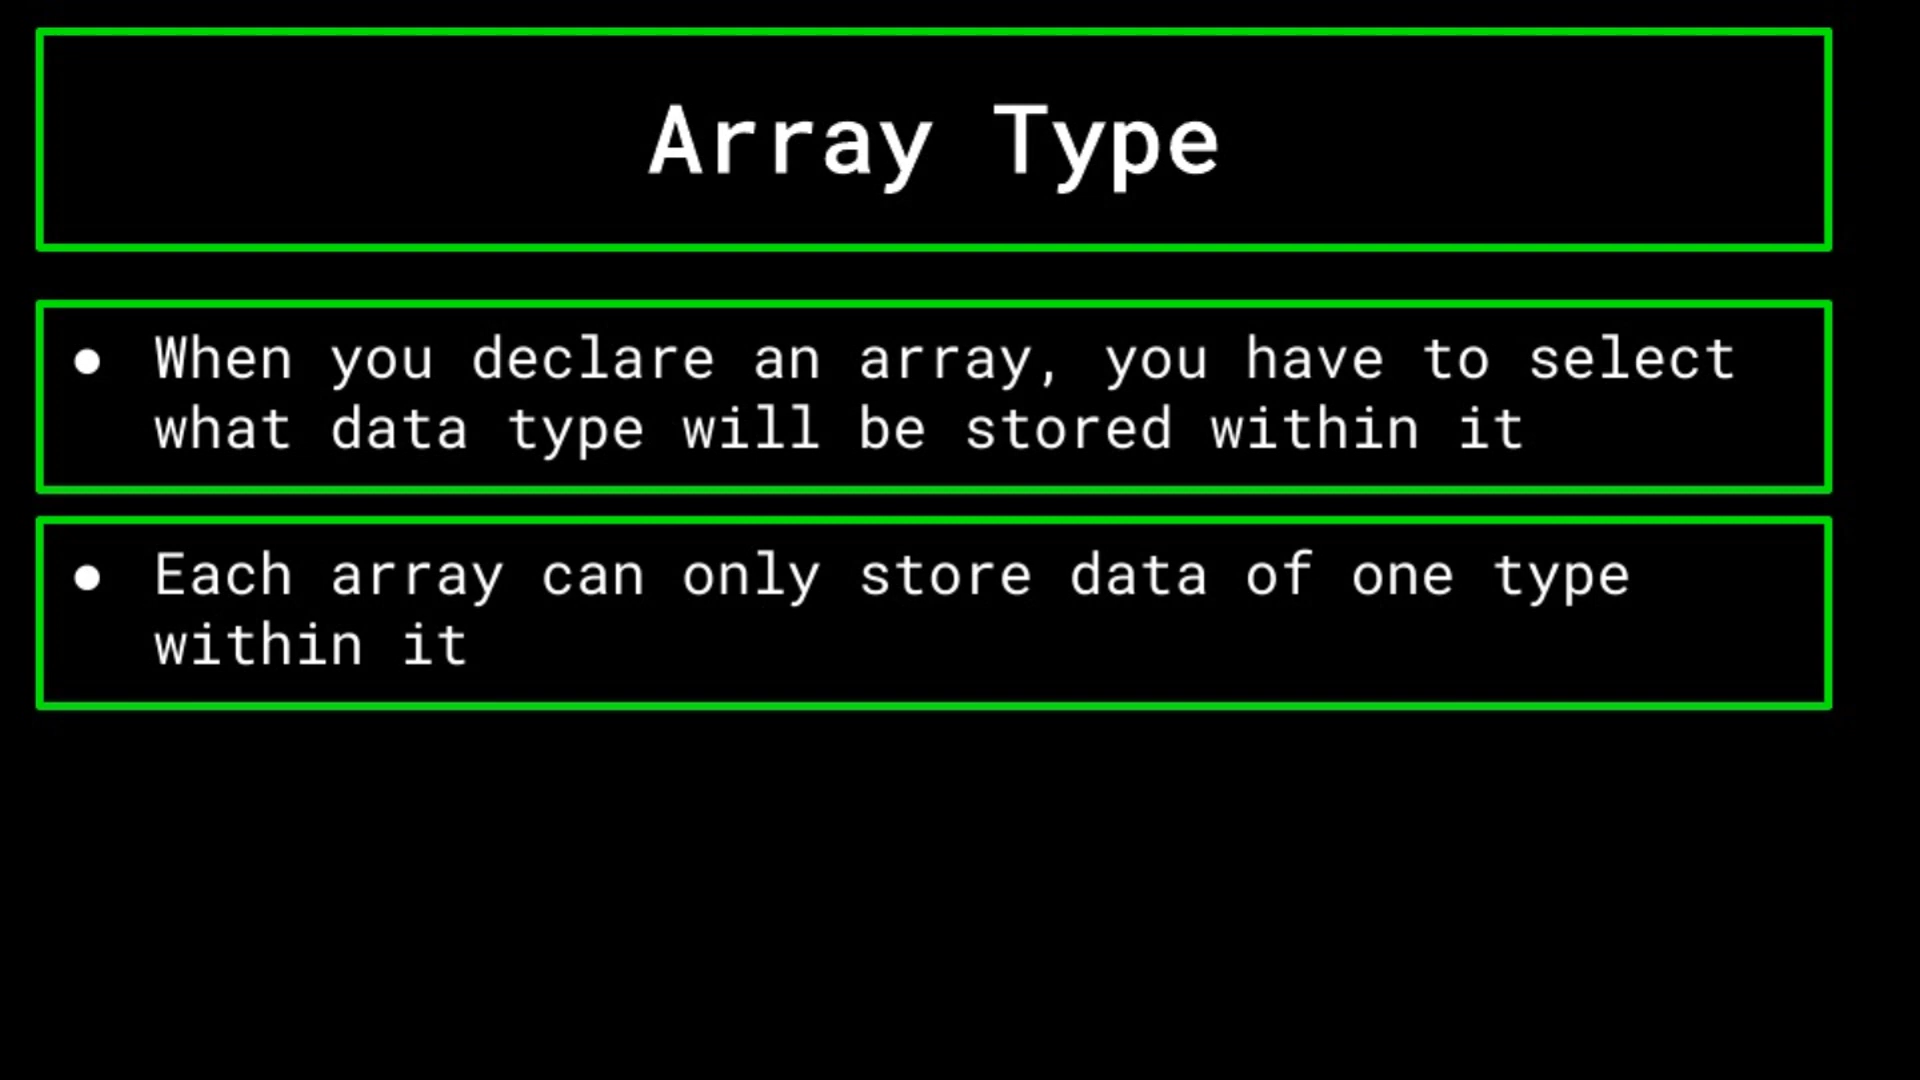 Array Type
● When you declare an array, you have to select
what data type will be stored within it
● Each array can only store data of one type
within it